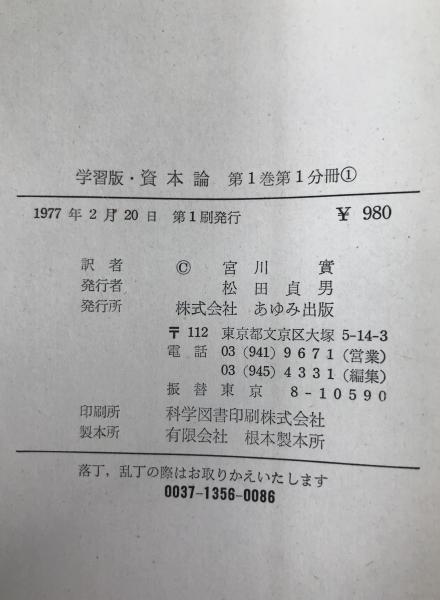 学習版・資本論 第1巻第1分冊①
1977年2月20日 第1刷発行 ¥980
訳者 © 宮川實
発行者 松田貞男
発行所 株式会社 あゆみ出版
〒112 東京都文京区大塚 5-14-3
電話 03(941)9671(営業)
03(945)4331(編集)
振替東京 8-10590
印刷所 科学図書印刷株式会社
製本所 有限会社 根本製本所
落丁，乱丁の際はお取りかえいたします
0037-1356-0086